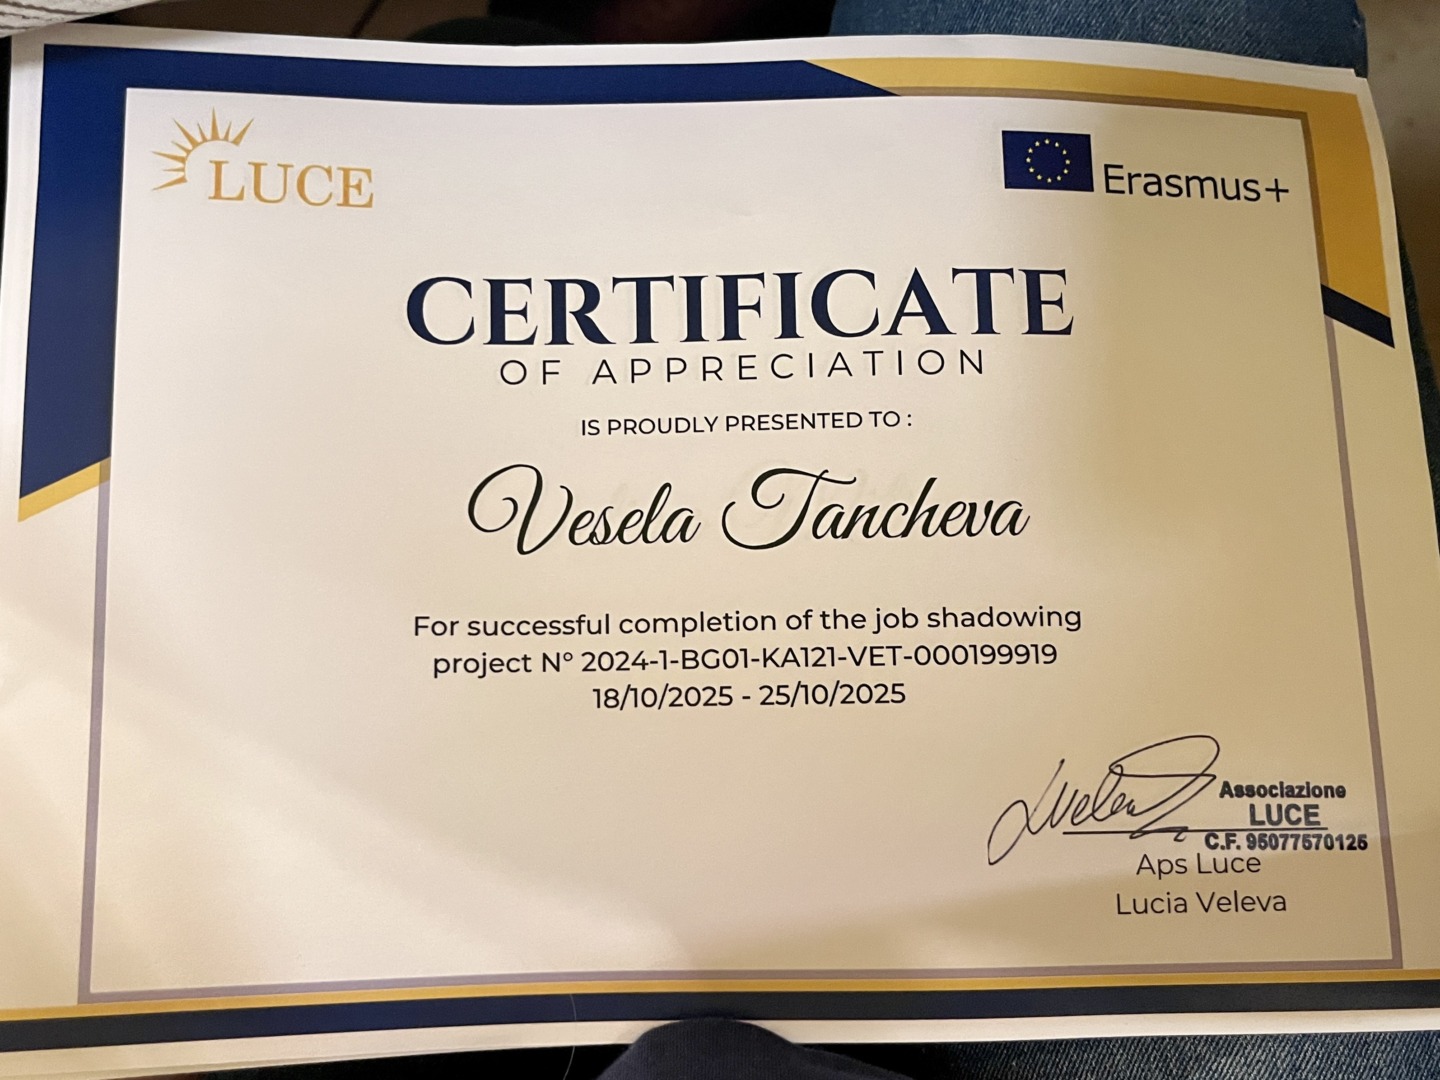 LUCE
Erasmus+
CERTIFICATE
OF APPRECIATION
IS PROUDLY PRESENTED TO :
Vesela Tancheva
For successful completion of the job shadowing
project N° 2024-1-BG01-KA121-VET-000199919
18/10/2025 - 25/10/2025
Associazione
LUCE
C.F. 95077570125
Aps Luce
Lucia Veleva